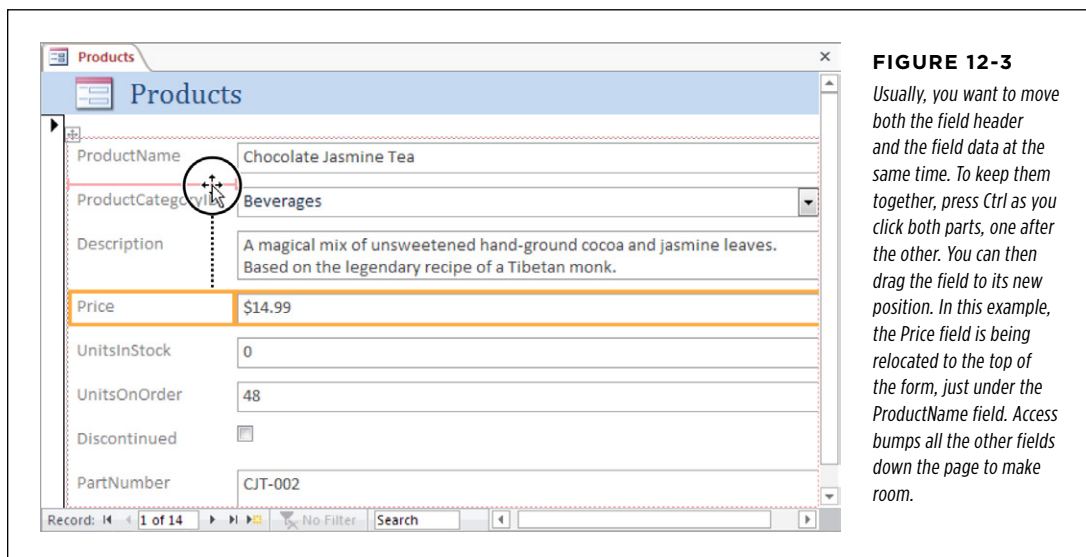 Products
Products
ProductName
Chocolate Jasmine Tea
Beverages
Description
A magical mix of unsweetened hand-ground cocoa and jasmine leaves.
Based on the legendary recipe of a Tibetan monk.
Price
$14.99
UnitsInStock
0
UnitsOnOrder
48
Discontinued
PartNumber
CJT-002
Record: 1 of 14 No Filter Search
FIGURE 12-3
Usually, you want to move
both the field header
and the field data at the
same time. To keep them
together, press Ctrl as you
click both parts, one after
the other. You can then
drag the field to its new
position. In this example,
the Price field is being
relocated to the top of
the form, just under the
ProductName field. Access
bumps all the other fields
down the page to make
room.